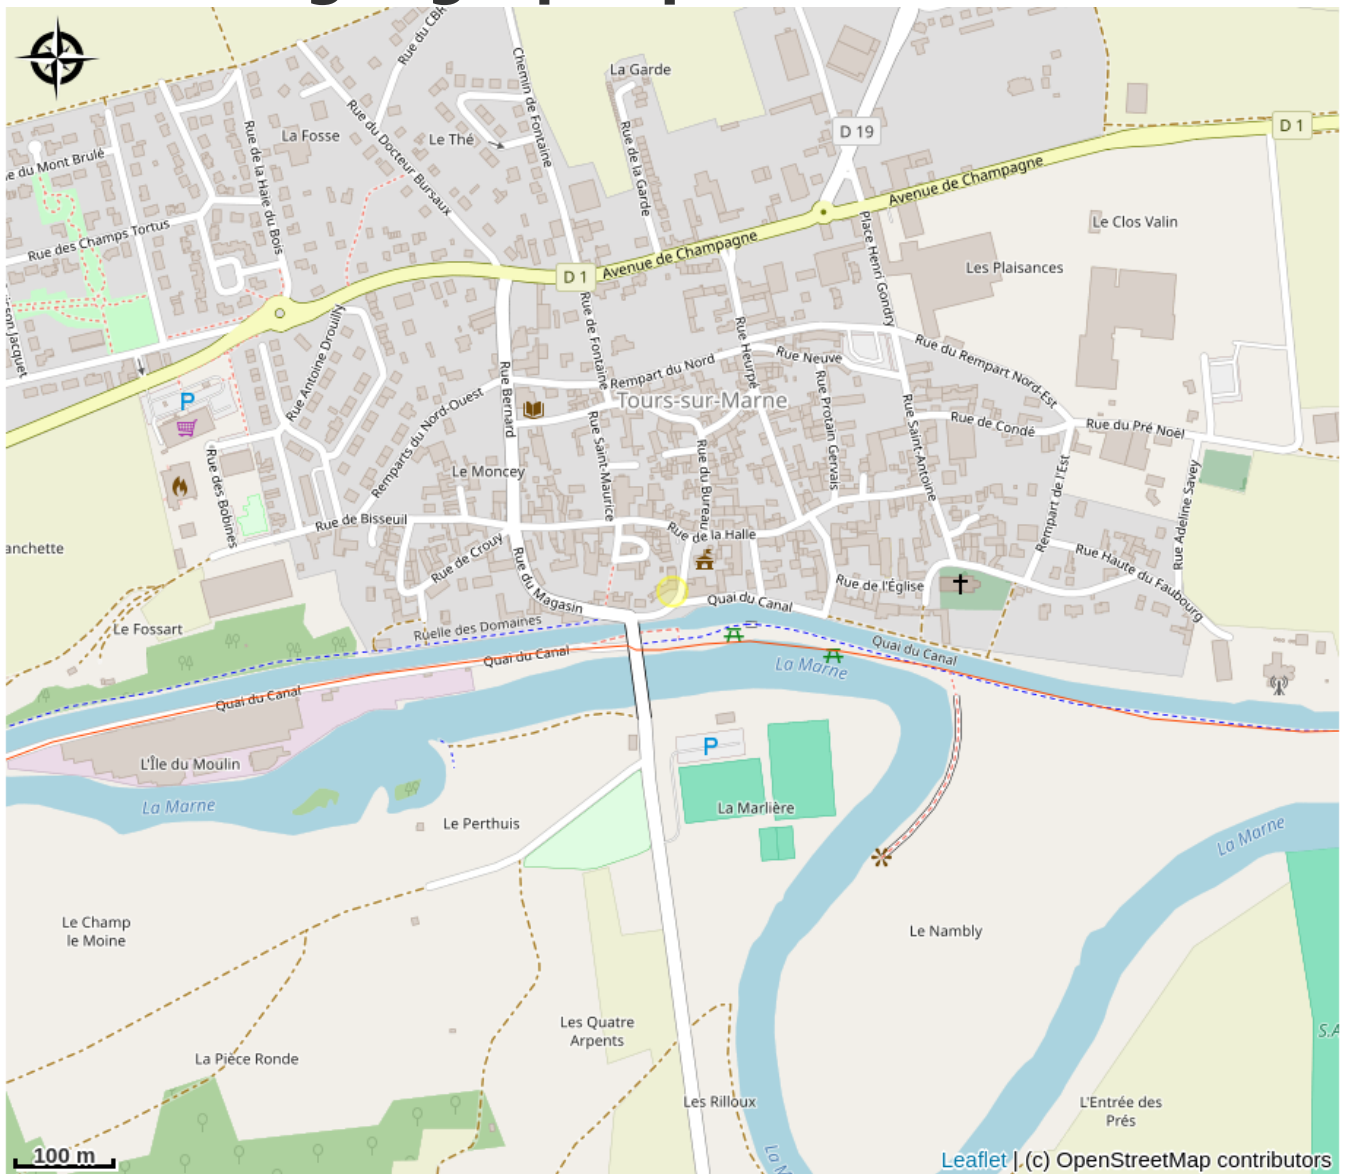 Rue du CBR
Chemin de Fontaine
La Garde
D 19
D 1
La Fosse
Le Thé
Rue du Docteur Bursaux
Rue de la Haie du Bois
Rue de la Garde
e du Mont Brulé
Avenue de Champagne
Rue des Champs Tortus
Place Henri Gondry
Le Clos Valin
Avenue de Champagne
D 1
Les Plaisances
sson Jacquet
Rue Antoine Drouilly
Rue de Fontaine
Rue Heurpé
Rue du Rempart Nord-Est
Rue Bernard
Rempart du Nord
Rue Neuve
P
Remparts du Nord-Ouest
Tours-sur-Marne
Rue Protain Gervais
Rue Saint-Antoine
Rue de Condé
Rue du Pré Noël
Rue Saint-Maurice
Rue du Bureau
Le Moncey
Rue des Bobines
Rempart de l'Est
Rue Adeline Savey
Rue de Bisseuil
Rue de la Halle
anchette
Rue de Crouy
Rue du Magasin
Rue Haute du Faubourg
Rue de l'Église
Quai du Canal
Le Fossart
Ruelle des Domaines
Quai du Canal
Quai du Canal
La Marne
Quai du Canal
P
L'Île du Moulin
La Marne
Le Perthuis
La Marlière
La Marne
Le Champ
le Moine
Le Nambly
Les Quatre
Arpents
La Pièce Ronde
S.A
Les Rilloux
L'Entrée des
Prés
La M
100 m
Leaflet | (c) OpenStreetMap contributors